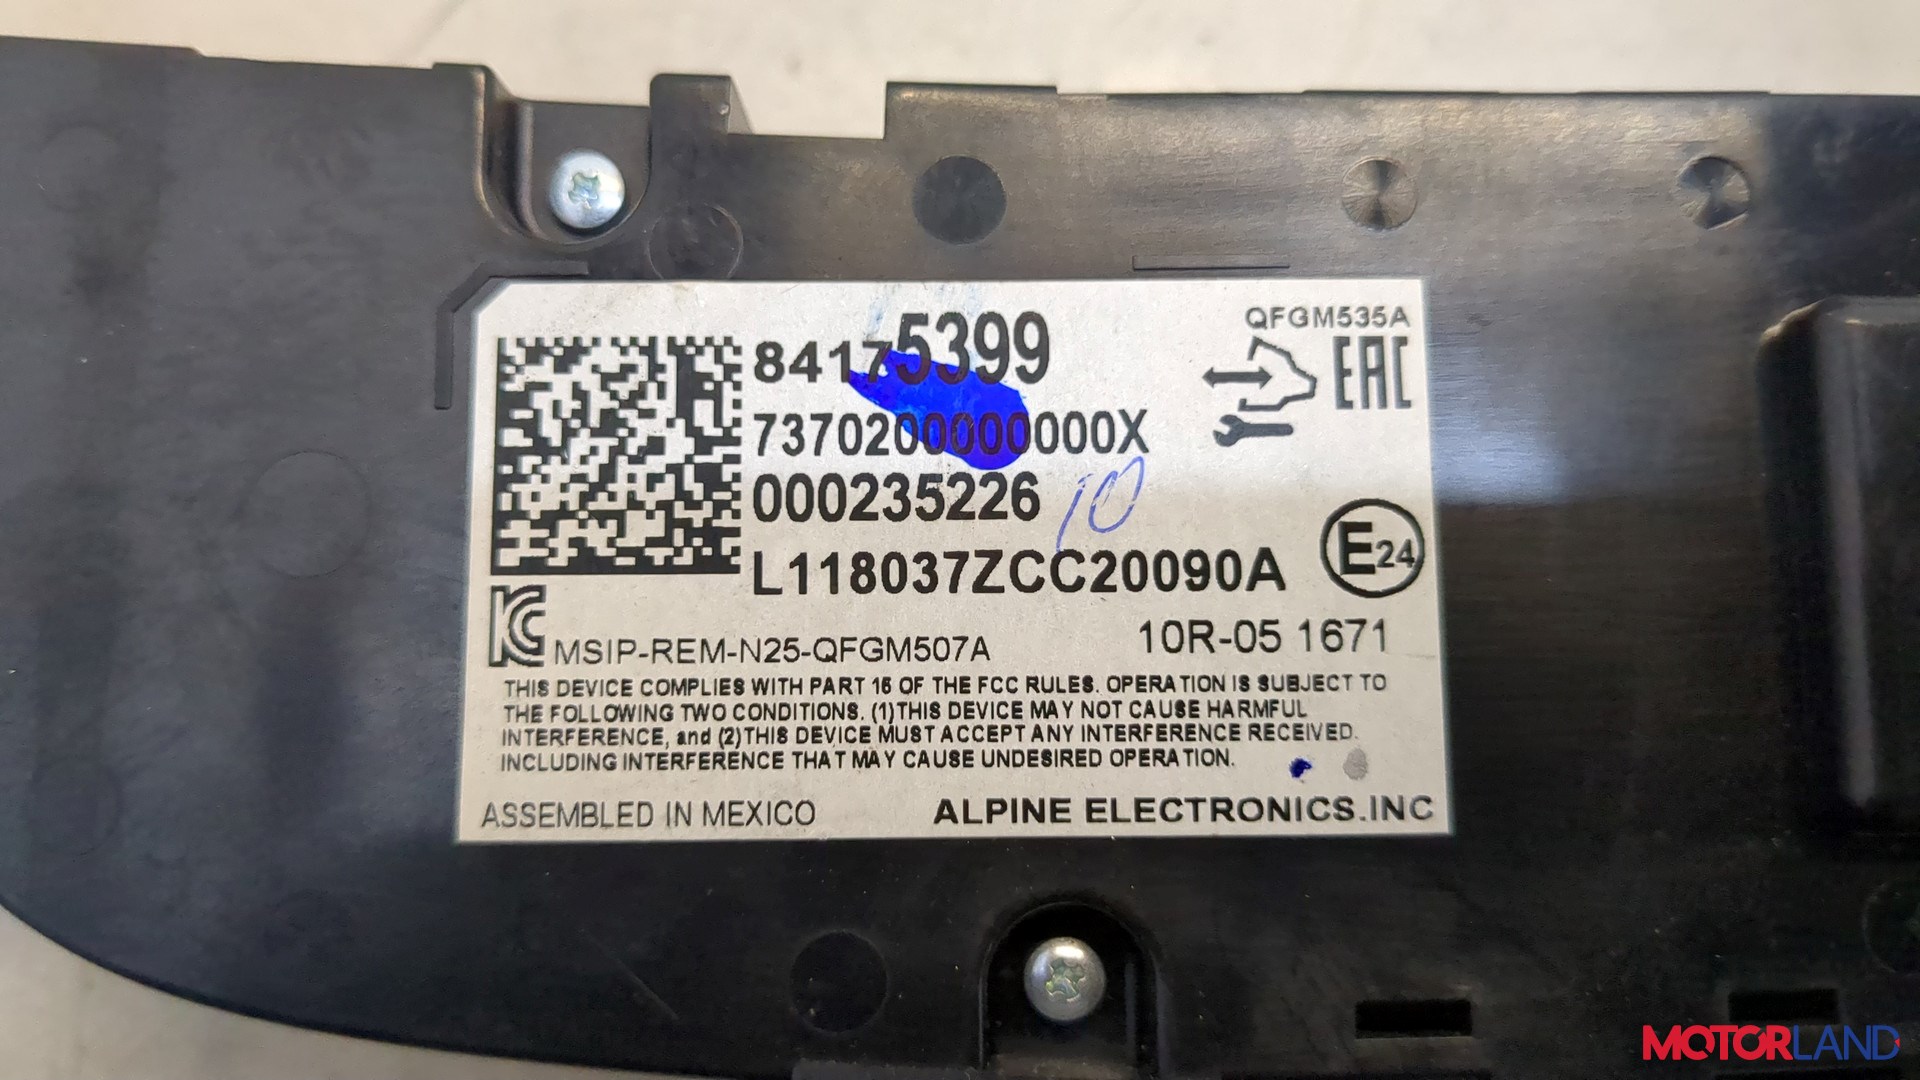 QFGM535A
84175399
EAC
7370200000000X
000235226
10
L118037ZCC20090A
E24
KC MSIP-REM-N25-QFGM507A
10R-05 1671
THIS DEVICE COMPLIES WITH PART 15 OF THE FCC RULES. OPERATION IS SUBJECT TO
THE FOLLOWING TWO CONDITIONS. (1)THIS DEVICE MAY NOT CAUSE HARMFUL
INTERFERENCE, and (2)THIS DEVICE MUST ACCEPT ANY INTERFERENCE RECEIVED.
INCLUDING INTERFERENCE THAT MAY CAUSE UNDESIRED OPERATION.
ASSEMBLED IN MEXICO
ALPINE ELECTRONICS.INC
MOTORLAND